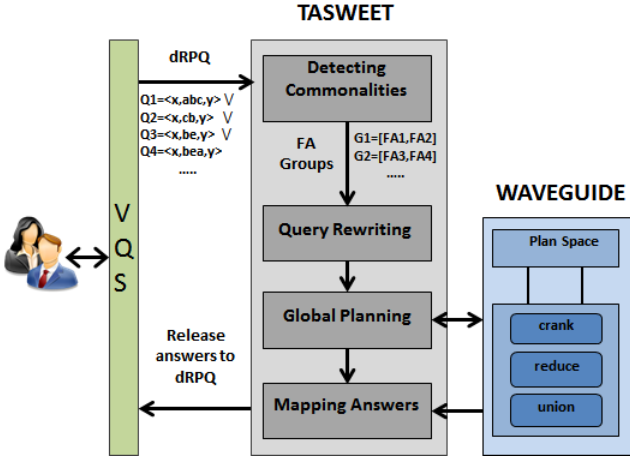 TASWEET
dRPQ
Q1=<x,abc,y> \/
Q2=<x,cb,y> \/
Q3=<x,be,y> \/
Q4=<x,bea,y>
.....
Detecting
Commonalities
FA
Groups
G1=[FA1,FA2]
G2=[FA3,FA4]
.....
WAVEGUIDE
V
Q
S
Query Rewriting
Plan Space
Global Planning
crank
reduce
union
Release
answers to
dRPQ
Mapping Answers